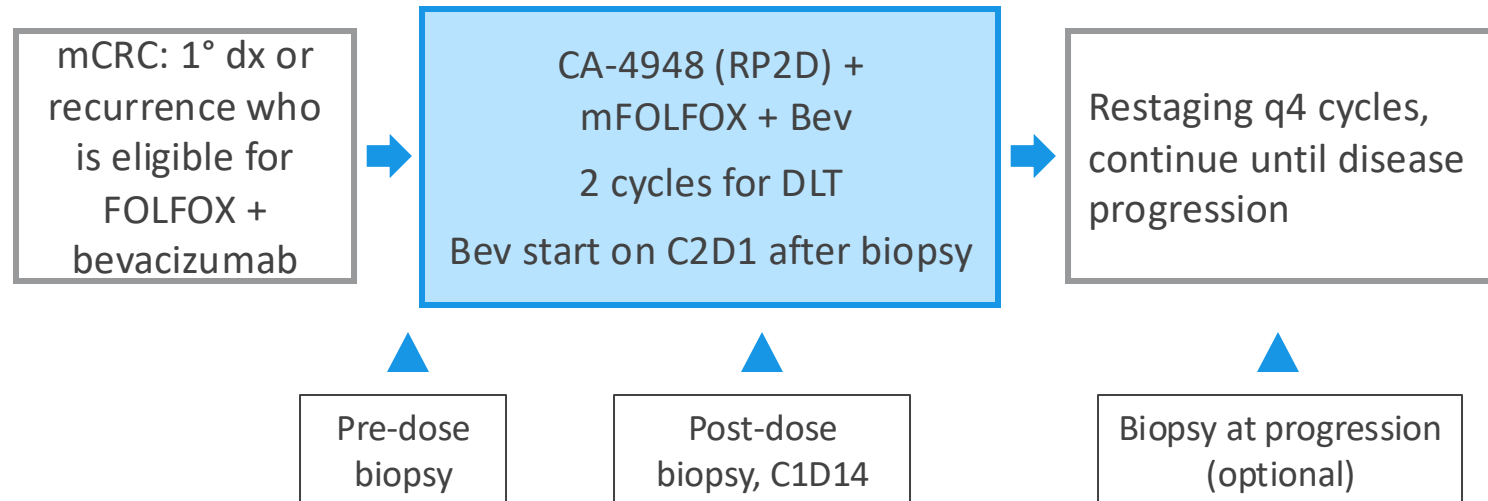 mCRC: 1° dx or
recurrence who
is eligible for
FOLFOX +
bevacizumab
CA-4948 (RP2D) +
mFOLFOX + Bev
2 cycles for DLT
Bev start on C2D1 after biopsy
Restaging q4 cycles,
continue until disease
progression
Pre-dose
biopsy
Post-dose
biopsy, C1D14
Biopsy at progression
(optional)